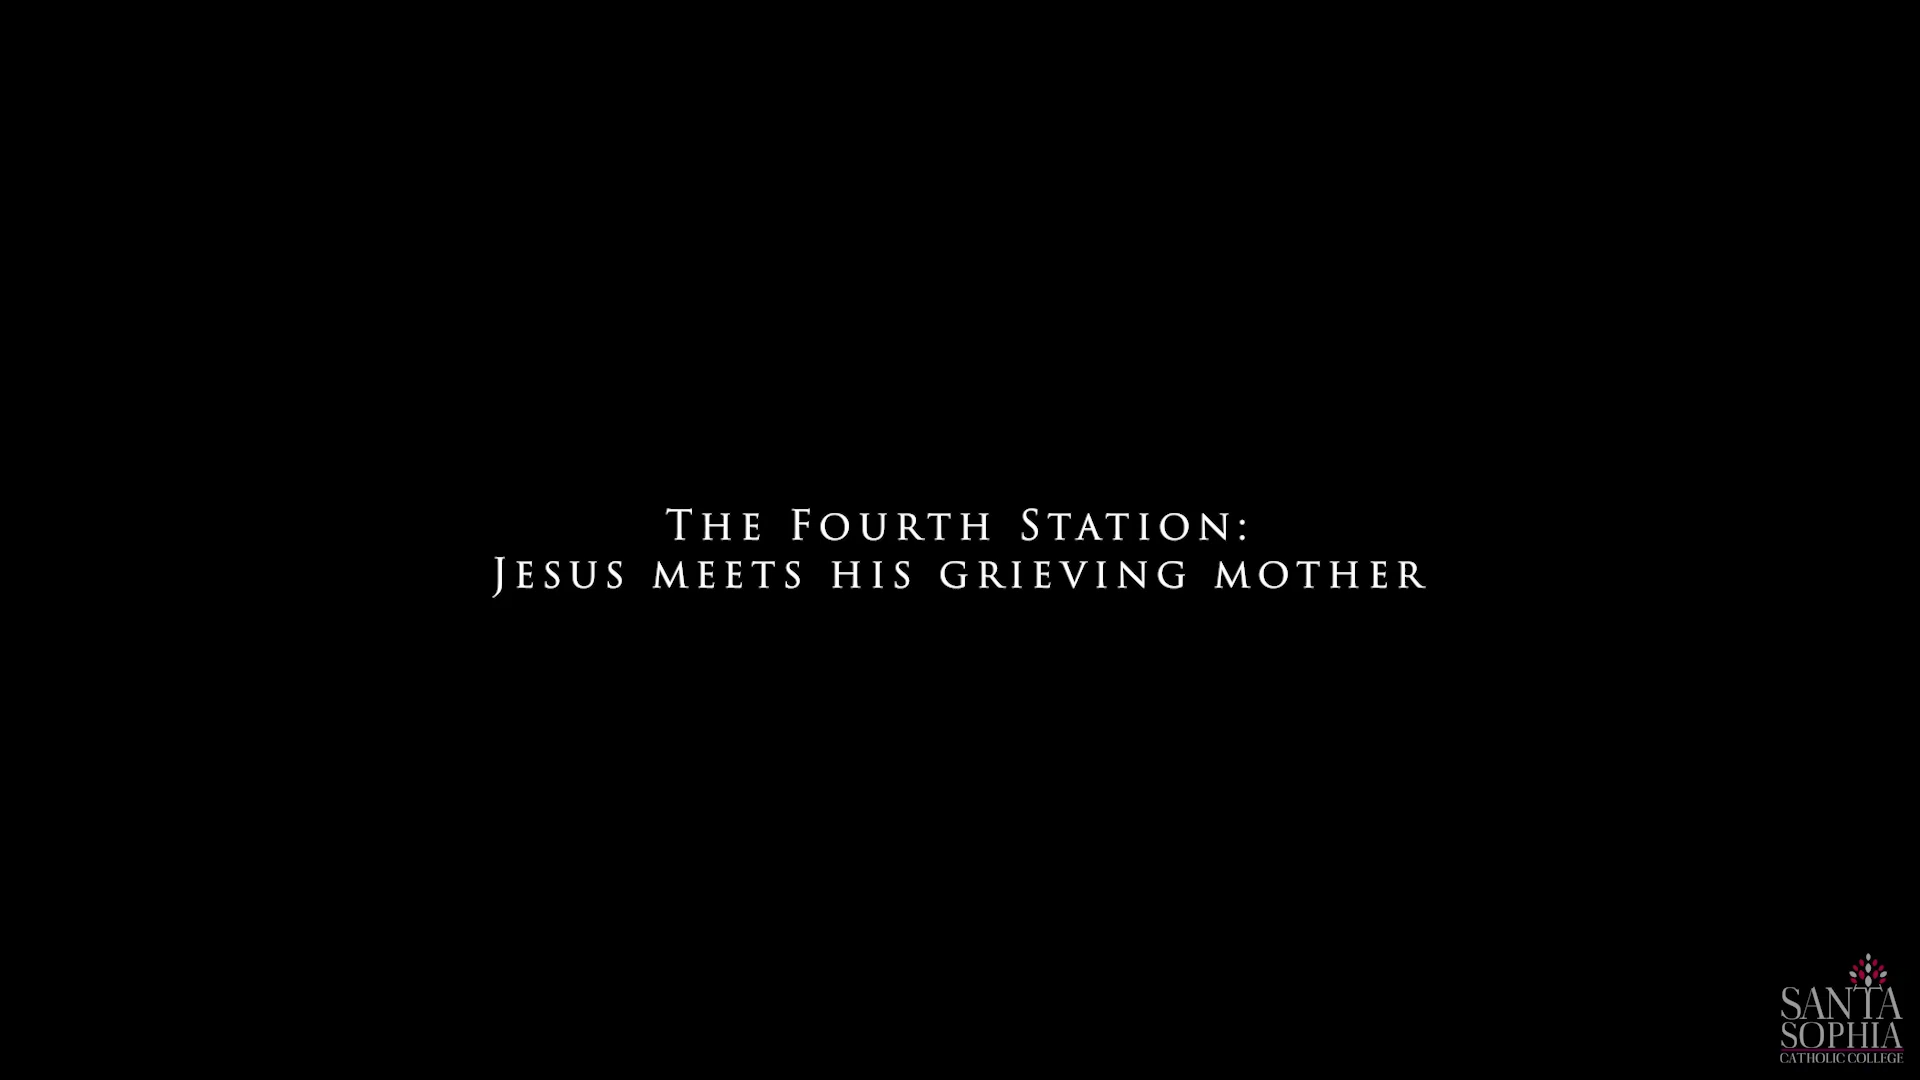 The Fourth Station:
Jesus meets his grieving mother
SANTA
SOPHIA
CATHOLIC COLLEGE